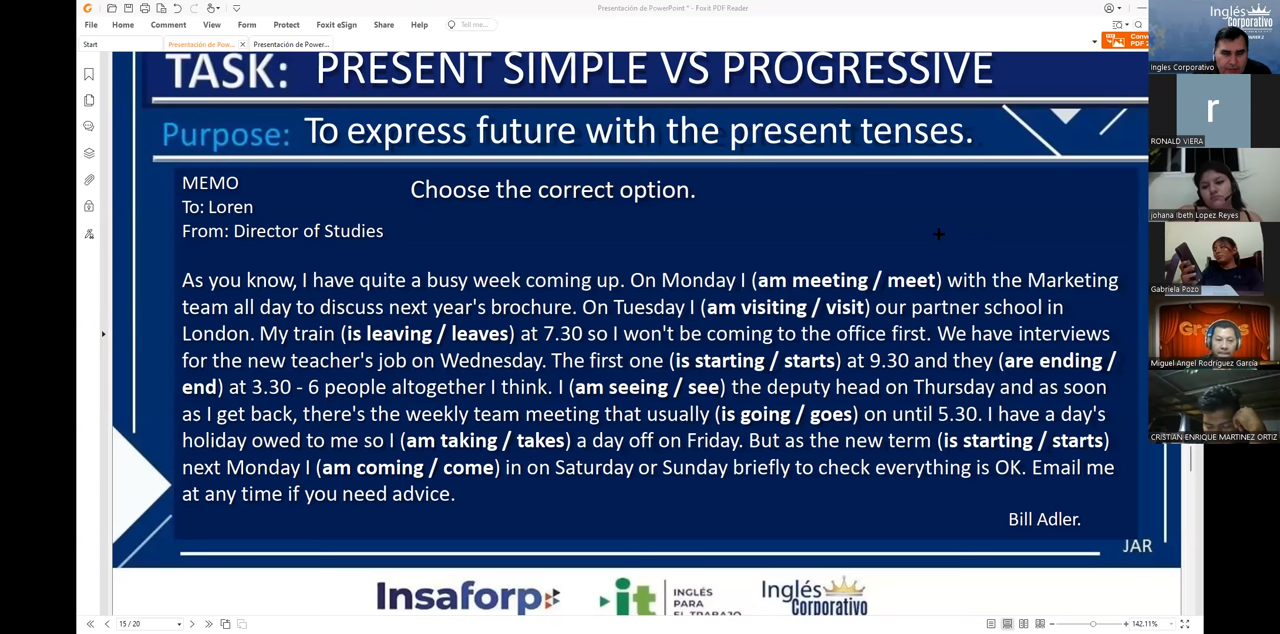 Presentación de PowerPoint * - Foxit PDF Reader
File Home Comment View Form Protect Foxit eSign Share Help Tell me...
Start Presentación de Pow... Presentación de Power...
TASK: PRESENT SIMPLE VS PROGRESSIVE
Purpose: To express future with the present tenses.
MEMO
Choose the correct option.
To: Loren
From: Director of Studies
As you know, I have quite a busy week coming up. On Monday I (am meeting / meet) with the Marketing
team all day to discuss next year's brochure. On Tuesday I (am visiting / visit) our partner school in
London. My train (is leaving / leaves) at 7.30 so I won't be coming to the office first. We have interviews
for the new teacher's job on Wednesday. The first one (is starting / starts) at 9.30 and they (are ending /
end) at 3.30 - 6 people altogether I think. I (am seeing / see) the deputy head on Thursday and as soon
as I get back, there's the weekly team meeting that usually (is going / goes) on until 5.30. I have a day's
holiday owed to me so I (am taking / takes) a day off on Friday. But as the new term (is starting / starts)
next Monday I (am coming / come) in on Saturday or Sunday briefly to check everything is OK. Email me
at any time if you need advice.
Bill Adler.
JAR
Insaforp
it
INGLÉS
PARA
EL TRABAJO
Inglés
Corporativo
15 / 20
142.11%
Inglés
Corporativo
Ingles Corporativo
r
RONALD VIERA
johana lbeth Lopez Reyes
Gabriela Pozo
Miguel Angel Rodríguez García
CRISTIAN ENRIQUE MARTINEZ ORTIZ